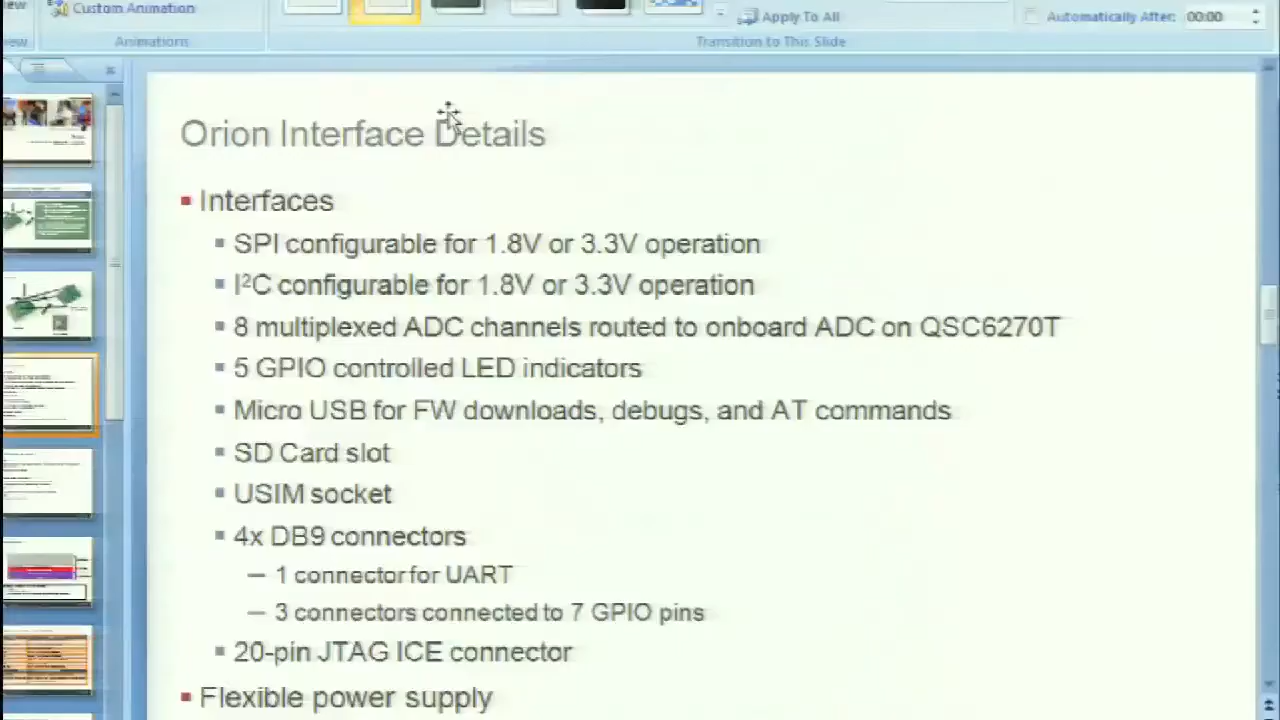 Custom Animation
Animations
Apply To All
Automatically After: 00:00
Transition to This Slide
Orion Interface Details
▪ Interfaces
▪ SPI configurable for 1.8V or 3.3V operation
▪ I²C configurable for 1.8V or 3.3V operation
▪ 8 multiplexed ADC channels routed to onboard ADC on QSC6270T
▪ 5 GPIO controlled LED indicators
▪ Micro USB for FW downloads, debugs, and AT commands
▪ SD Card slot
▪ USIM socket
▪ 4x DB9 connectors
— 1 connector for UART
— 3 connectors connected to 7 GPIO pins
▪ 20-pin JTAG ICE connector
▪ Flexible power supply